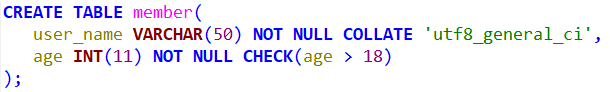 CREATE TABLE member(
user_name VARCHAR(50) NOT NULL COLLATE 'utf8_general_ci',
age INT(11) NOT NULL CHECK(age > 18)
);